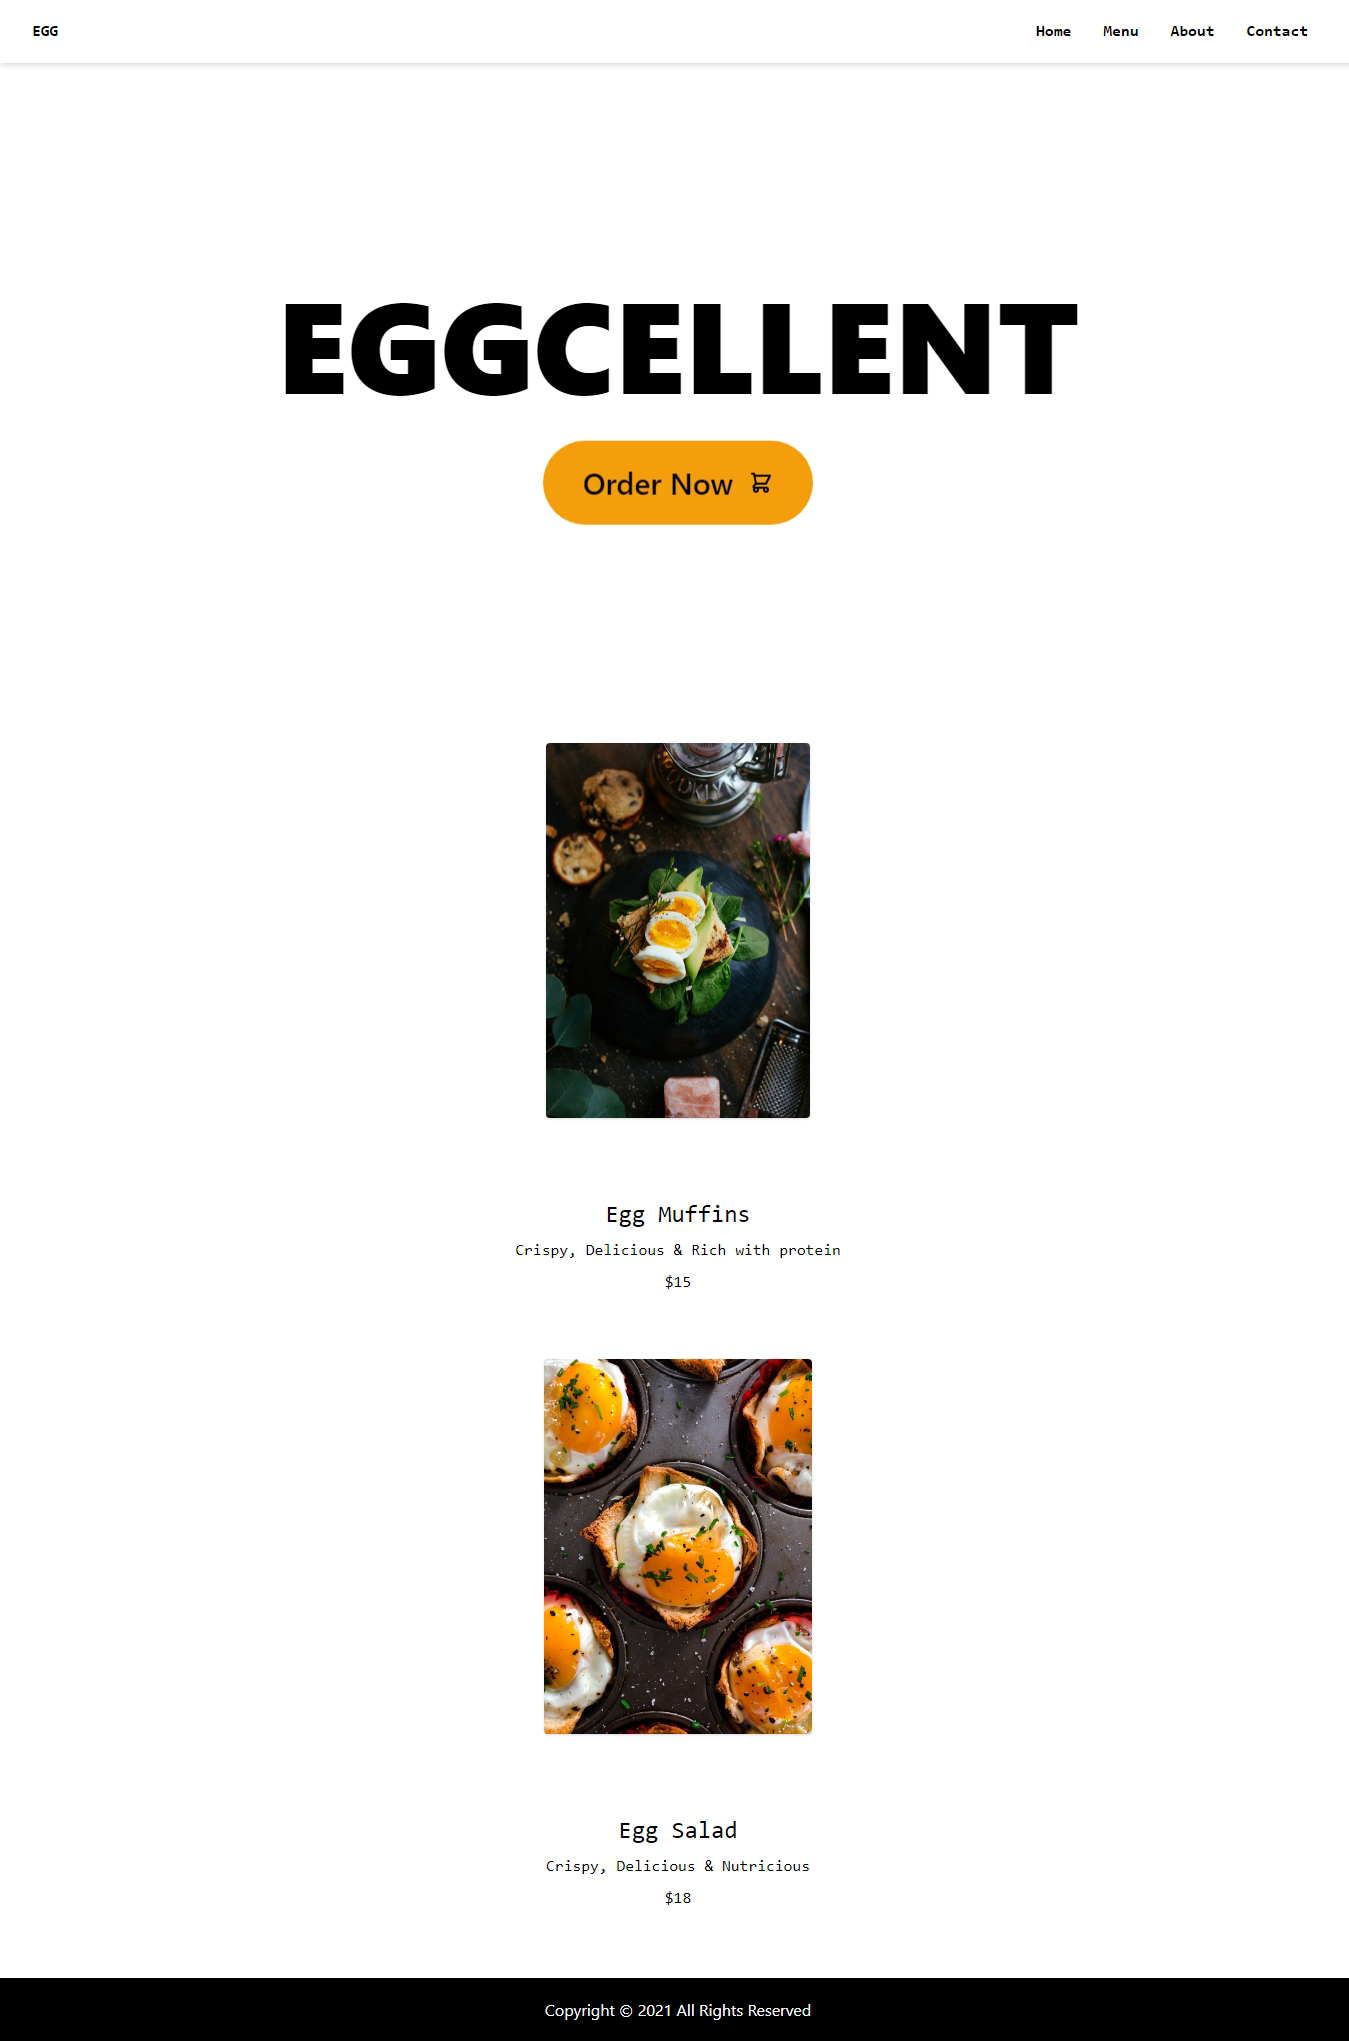 EGG Home Menu About Contact
EGGCELLENT
Order Now
Egg Muffins
Crispy, Delicious & Rich with protein
$15
Egg Salad
Crispy, Delicious & Nutricious
$18
Copyright © 2021 All Rights Reserved